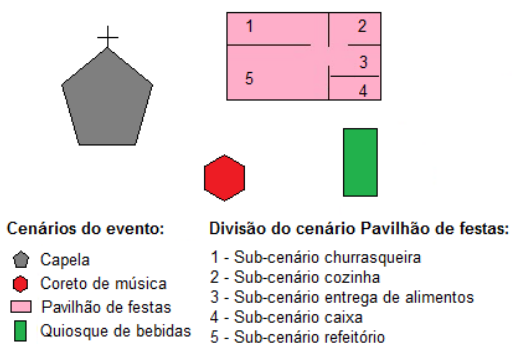 1 2
3
5
4
Cenários do evento:
Capela
Coreto de música
Pavilhão de festas
Quiosque de bebidas
Divisão do cenário Pavilhão de festas:
1 - Sub-cenário churrasqueira
2 - Sub-cenário cozinha
3 - Sub-cenário entrega de alimentos
4 - Sub-cenário caixa
5 - Sub-cenário refeitório